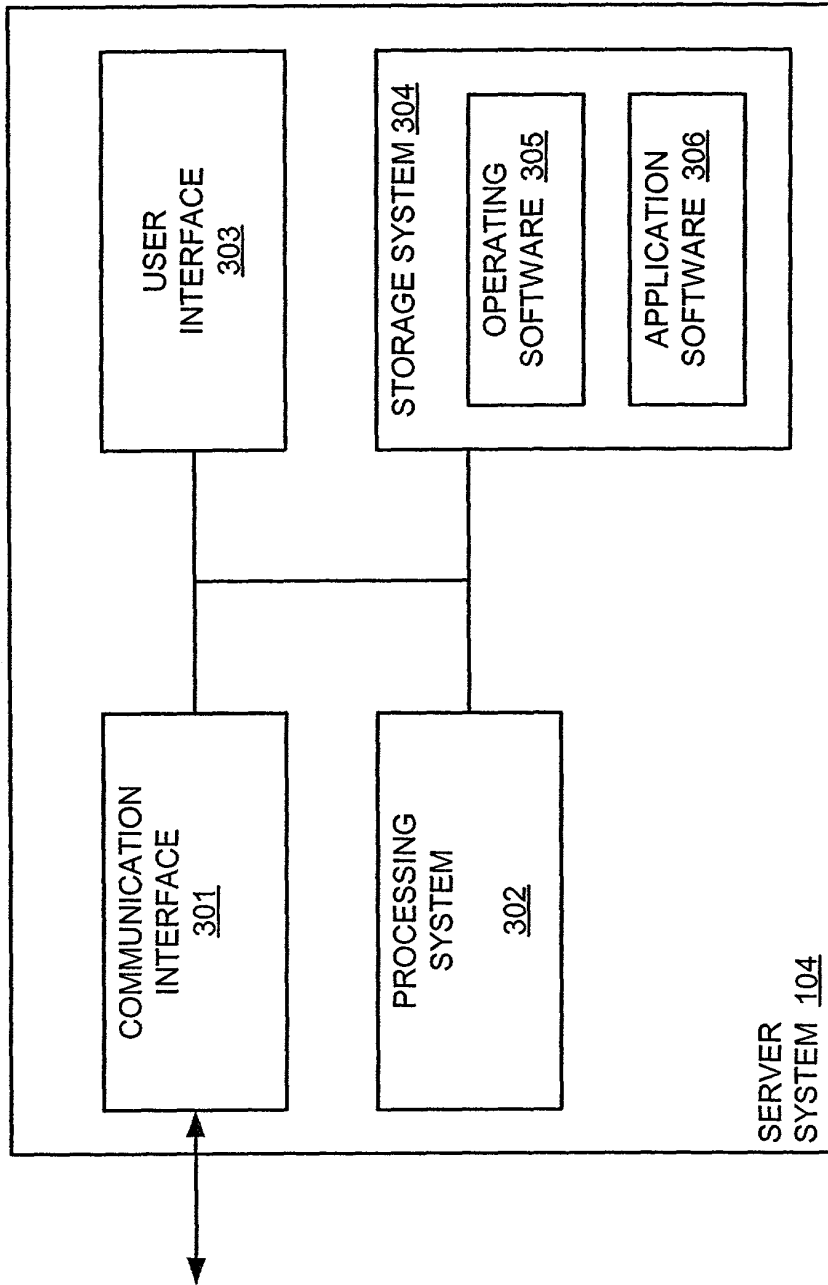 COMMUNICATION
INTERFACE
301
USER
INTERFACE
303
PROCESSING
SYSTEM
302
STORAGE SYSTEM 304
OPERATING
SOFTWARE 305
APPLICATION
SOFTWARE 306
SERVER
SYSTEM 104